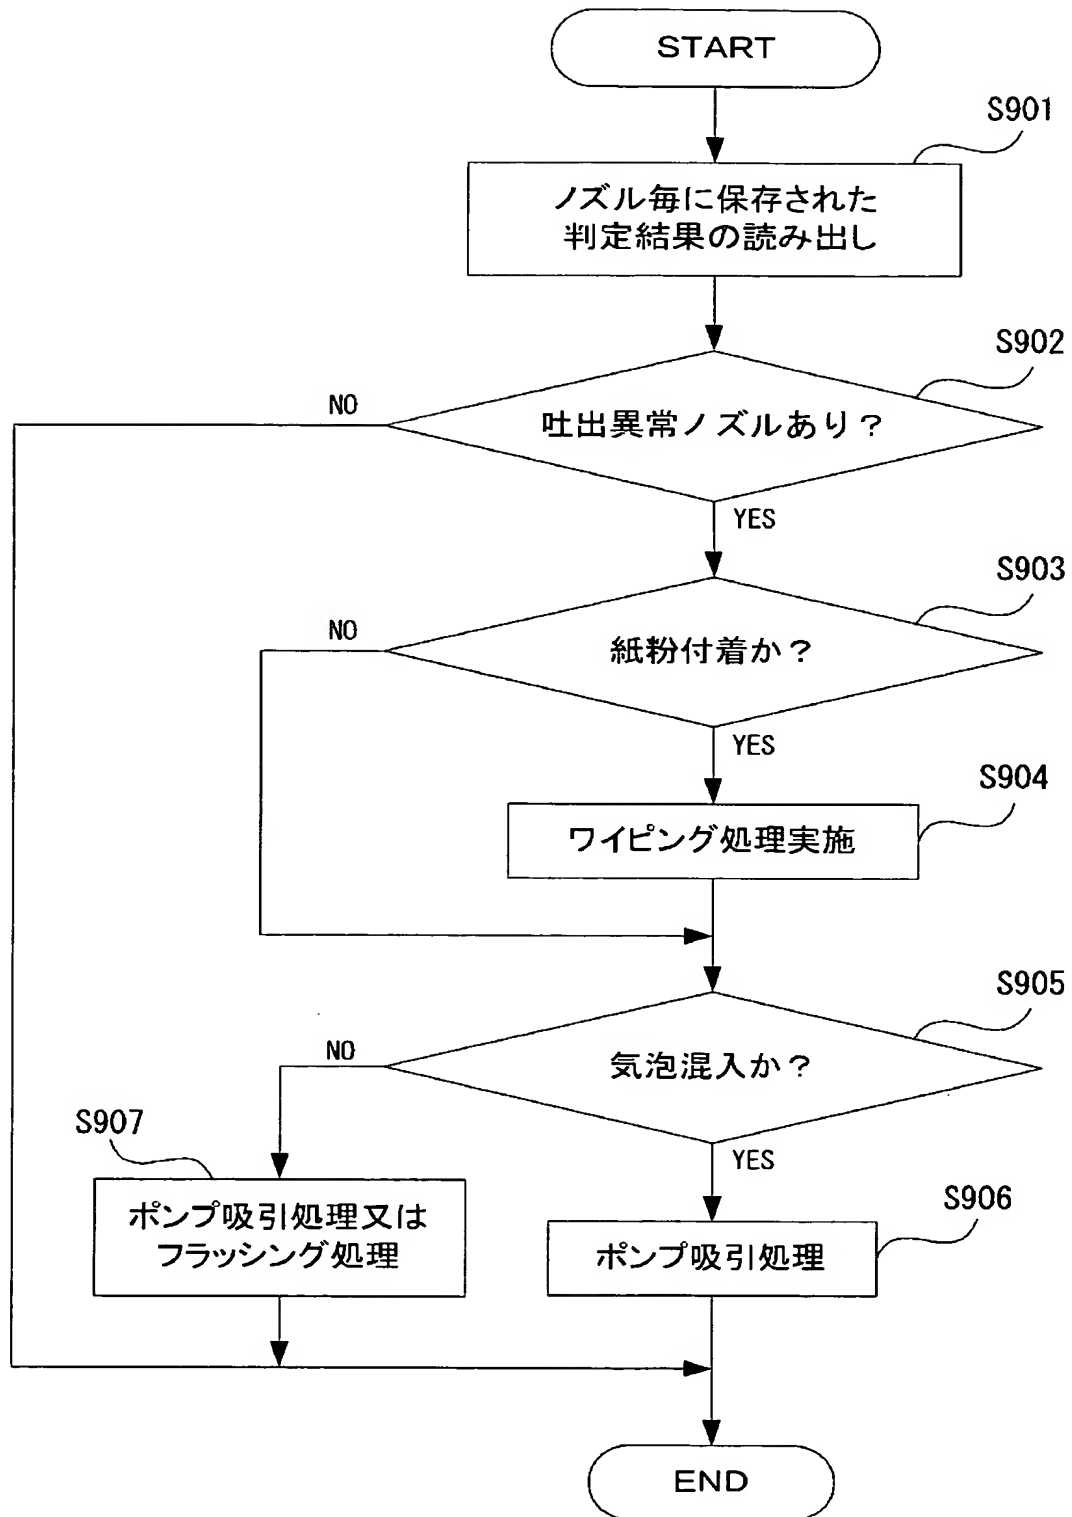 START
S901
ノズル毎に保存された
判定結果の読み出し
S902
NO
吐出異常ノズルあり？
YES
S903
NO
紙粉付着か？
YES
S904
ワイピング処理実施
S905
NO
気泡混入か？
S907
YES
S906
ポンプ吸引処理又は
フラッシング処理
ポンプ吸引処理
END